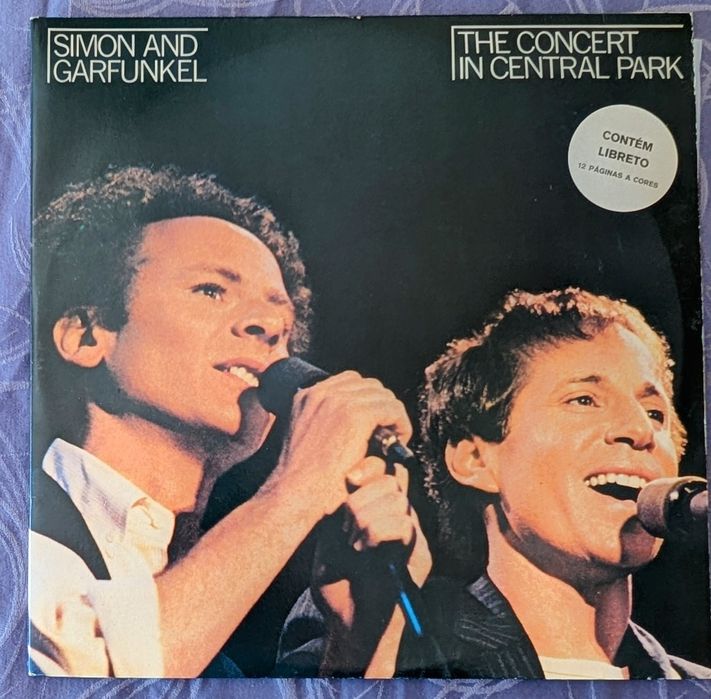 SIMON AND
GARFUNKEL
THE CONCERT
IN CENTRAL PARK
CONTÉM
LIBRETO
12 PÁGINAS A CORES